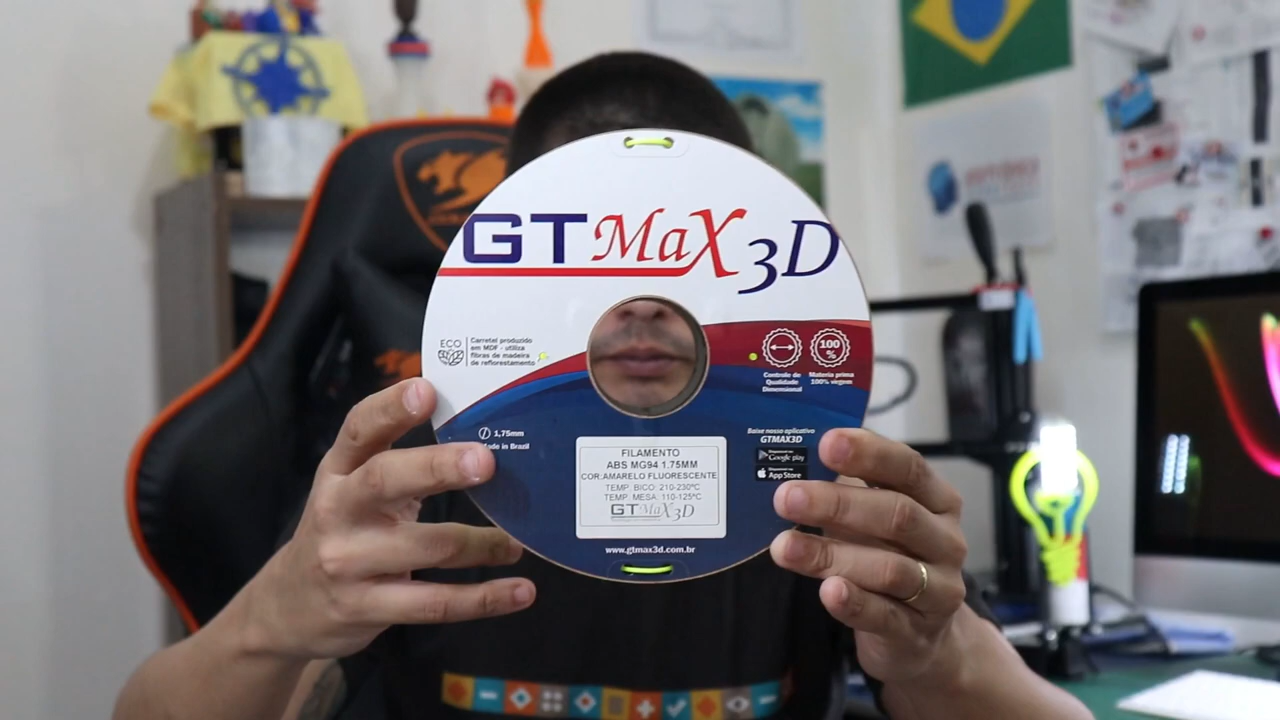 GTMaX3D
ECO
Carretel produzido
em MDF - utiliza
fibras de madeira
de reflorestamento
100
%
Controle de
Qualidade
Dimensional
Materia prima
100% virgem
1,75mm
Made in Brazil
Baixe nosso aplicativo
GTMAX3D
Google play
App Store
FILAMENTO
ABS MG94 1.75MM
COR:AMARELO FLUORESCENTE
TEMP. BICO: 210-230ºC
TEMP. MESA: 110-125ºC
GTMaX3D
www.gtmax3d.com.br